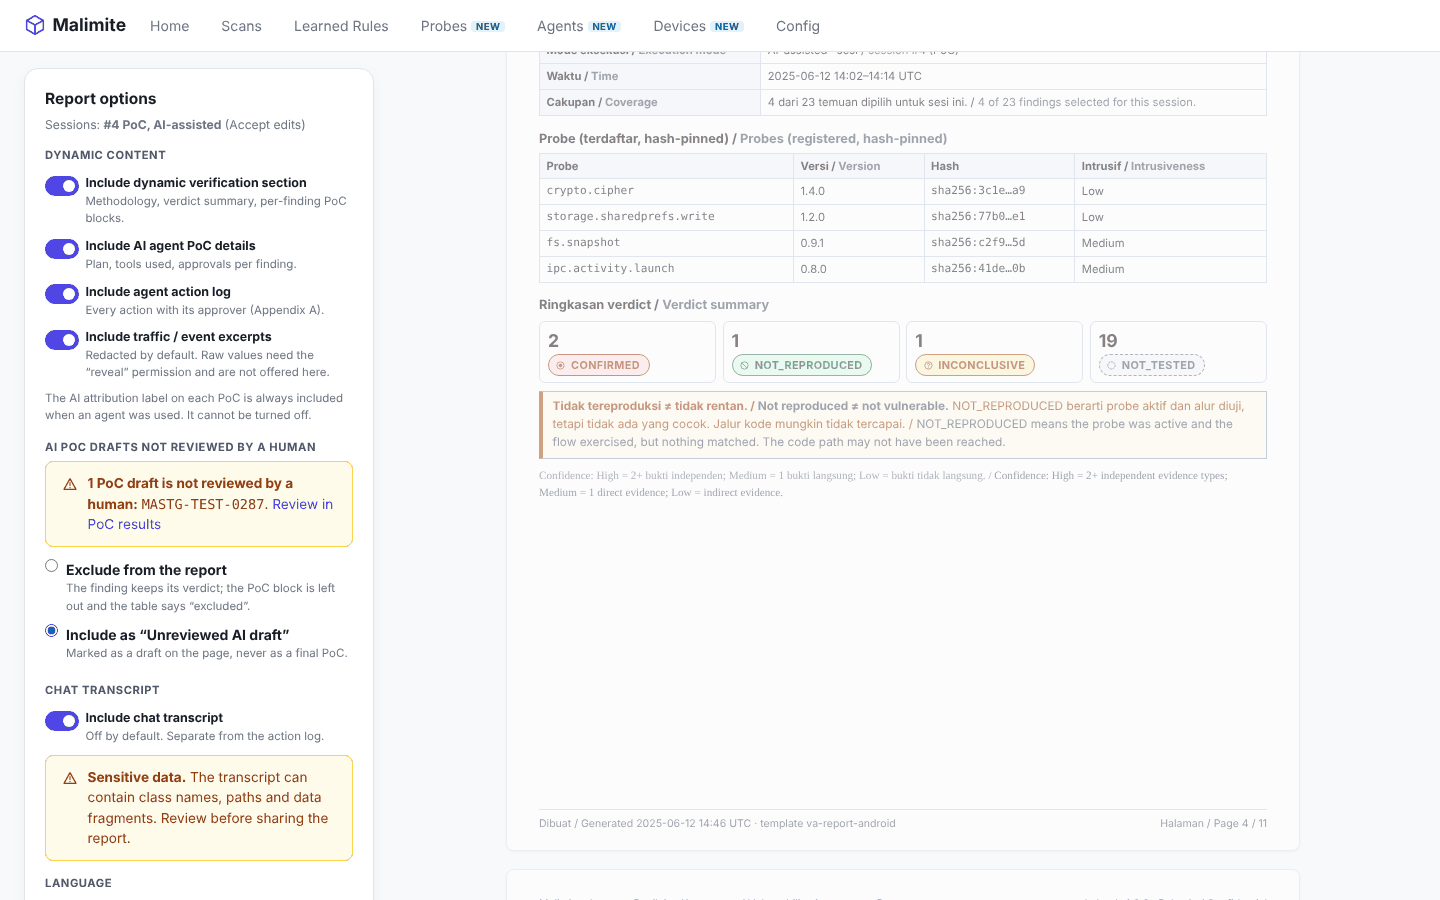 Malimite Home Scans Learned Rules Probes NEW Agents NEW Devices NEW Config
Report options
Sessions: #4 PoC, AI-assisted (Accept edits)
DYNAMIC CONTENT
Include dynamic verification section
Methodology, verdict summary, per-finding PoC
blocks.
Include AI agent PoC details
Plan, tools used, approvals per finding.
Include agent action log
Every action with its approver (Appendix A).
Include traffic / event excerpts
Redacted by default. Raw values need the
“reveal” permission and are not offered here.
The AI attribution label on each PoC is always included
when an agent was used. It cannot be turned off.
AI POC DRAFTS NOT REVIEWED BY A HUMAN
1 PoC draft is not reviewed by a
human: MASTG-TEST-0287. Review in
PoC results
Exclude from the report
The finding keeps its verdict; the PoC block is left
out and the table says “excluded”.
Include as “Unreviewed AI draft”
Marked as a draft on the page, never as a final PoC.
CHAT TRANSCRIPT
Include chat transcript
Off by default. Separate from the action log.
Sensitive data. The transcript can
contain class names, paths and data
fragments. Review before sharing the
report.
LANGUAGE
Waktu / Time 2025-06-12 14:02–14:14 UTC
Cakupan / Coverage 4 dari 23 temuan dipilih untuk sesi ini. / 4 of 23 findings selected for this session.
Probe (terdaftar, hash-pinned) / Probes (registered, hash-pinned)
Probe Versi / Version Hash Intrusif / Intrusiveness
crypto.cipher 1.4.0 sha256:3c1e…a9 Low
storage.sharedprefs.write 1.2.0 sha256:77b0…e1 Low
fs.snapshot 0.9.1 sha256:c2f9…5d Medium
ipc.activity.launch 0.8.0 sha256:41de…0b Medium
Ringkasan verdict / Verdict summary
2 1 1 19
CONFIRMED NOT_REPRODUCED INCONCLUSIVE NOT_TESTED
Tidak tereproduksi ≠ tidak rentan. / Not reproduced ≠ not vulnerable. NOT_REPRODUCED berarti probe aktif dan alur diuji,
tetapi tidak ada yang cocok. Jalur kode mungkin tidak tercapai. / NOT_REPRODUCED means the probe was active and the
flow exercised, but nothing matched. The code path may not have been reached.
Confidence: High = 2+ bukti independen; Medium = 1 bukti langsung; Low = bukti tidak langsung. / Confidence: High = 2+ independent evidence types;
Medium = 1 direct evidence; Low = indirect evidence.
Dibuat / Generated 2025-06-12 14:46 UTC · template va-report-android Halaman / Page 4 / 11